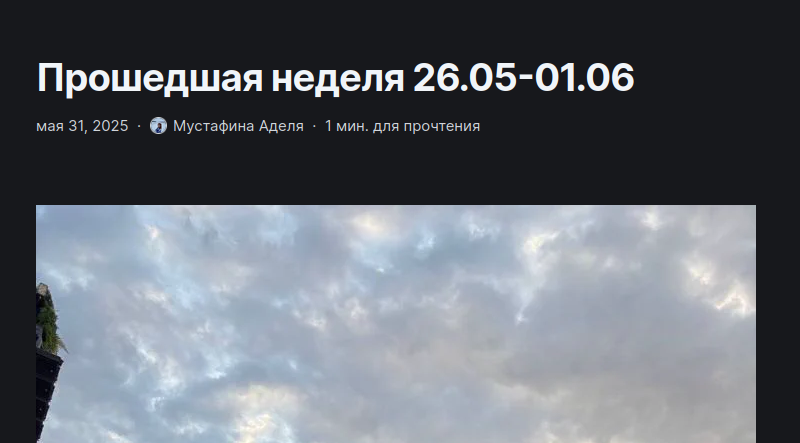 Прошедшая неделя 26.05-01.06
мая 31, 2025 · Мустафина Аделя · 1 мин. для прочтения